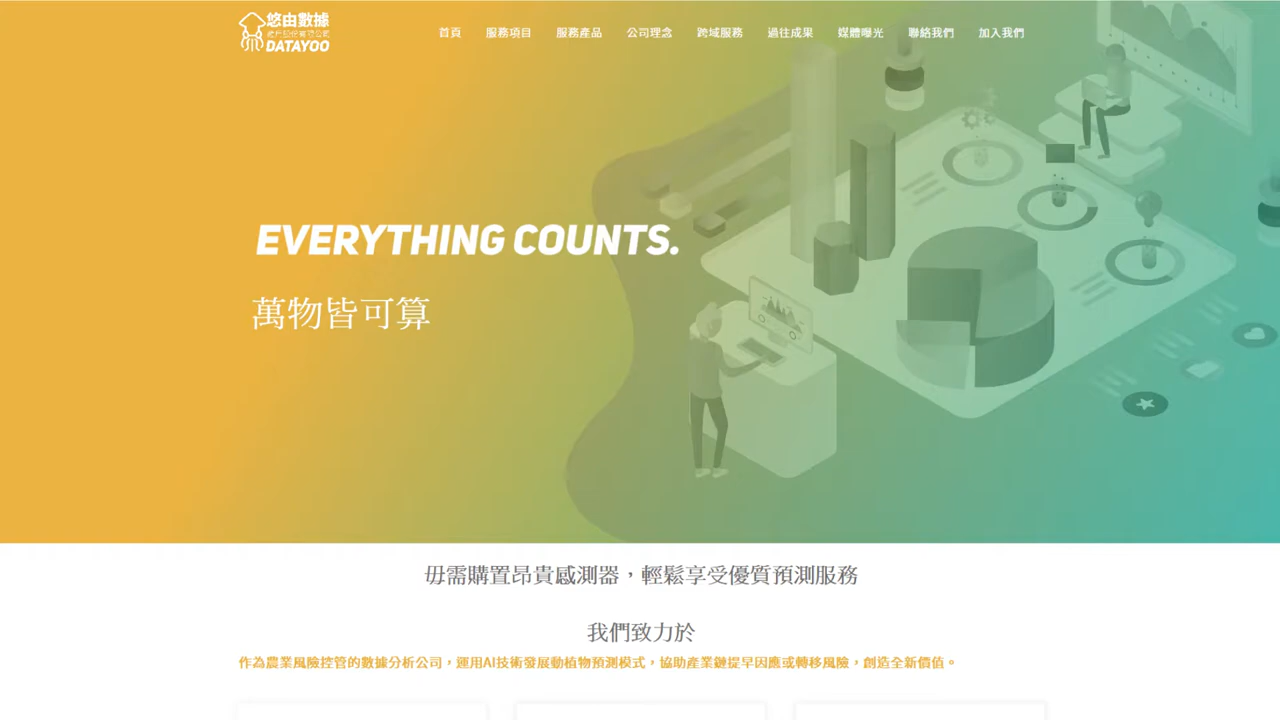 悠由數據
DATAYOO
首頁 服務項目 服務產品 公司理念 跨域服務 過往成果 媒體曝光 聯絡我們 加入我們
EVERYTHING COUNTS.
萬物皆可算
毋需購置昂貴感測器，輕鬆享受優質預測服務
我們致力於
作為農業風險控管的數據分析公司，運用AI技術發展動植物預測模式，協助產業鏈提早因應或轉移風險，創造全新價值。